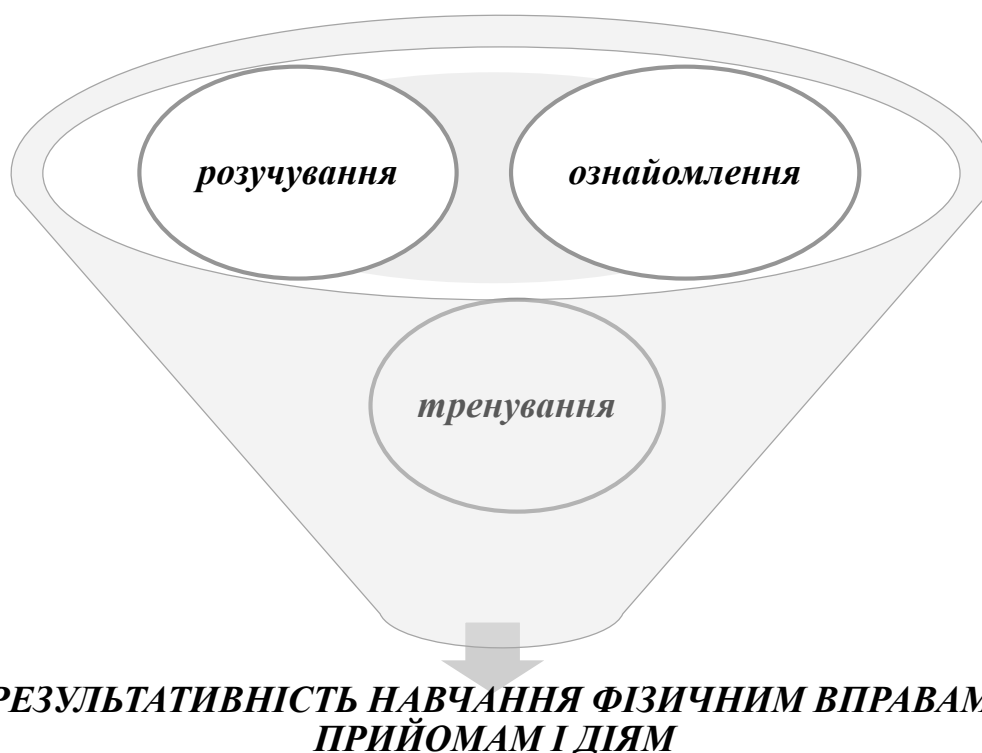 розучування
ознайомлення
тренування
РЕЗУЛЬТАТИВНІСТЬ НАВЧАННЯ ФІЗИЧНИМ ВПРАВАМ
ПРИЙОМАМ І ДІЯМ